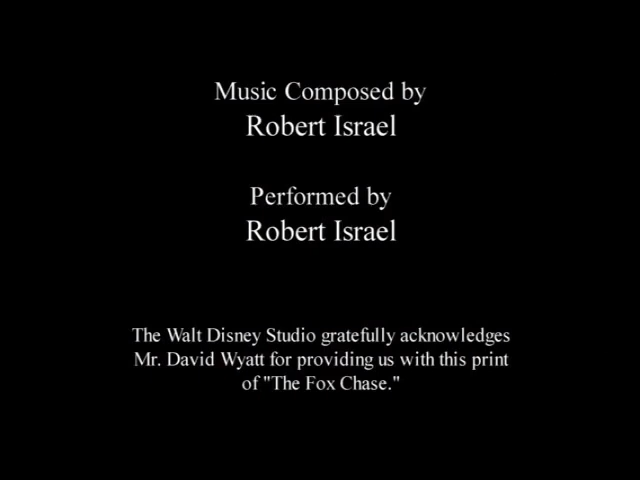 Music Composed by
Robert Israel
Performed by
Robert Israel
The Walt Disney Studio gratefully acknowledges
Mr. David Wyatt for providing us with this print
of "The Fox Chase."